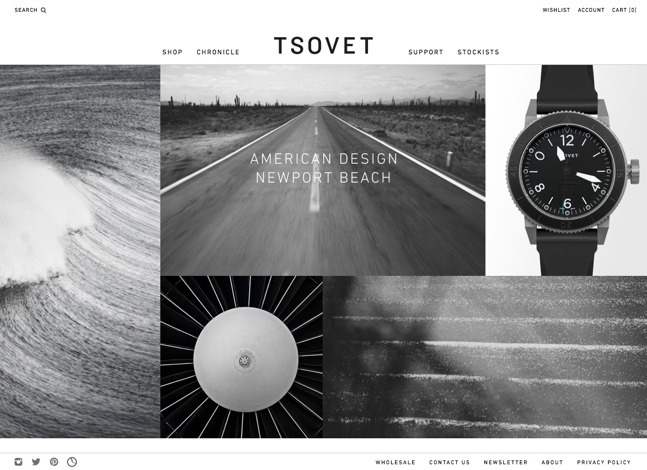 SEARCH
WISHLIST ACCOUNT CART (0)
SHOP CHRONICLE
TSOVET
SUPPORT STOCKISTS
AMERICAN DESIGN
NEWPORT BEACH
12
4
6
8
0
WHOLESALE CONTACT US NEWSLETTER ABOUT PRIVACY POLICY